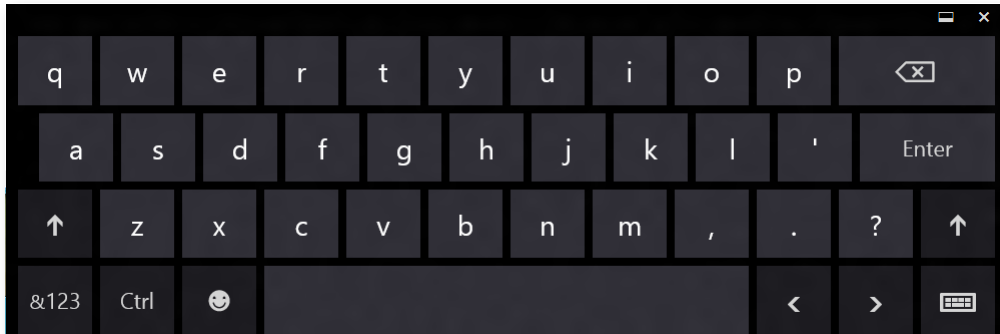 q w e r t y u i o p
a s d f g h j k l ' Enter
z x c v b n m , . ?
&123 Ctrl < >